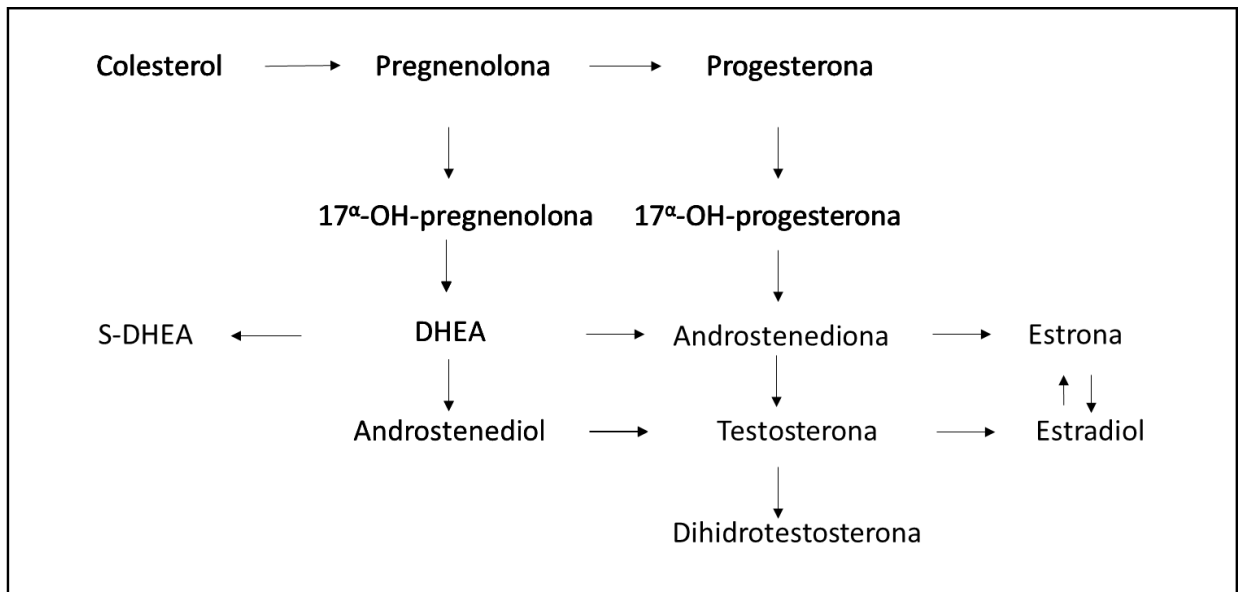 Colesterol Pregnenolona Progesterona
17α-OH-pregnenolona 17α-OH-progesterona
S-DHEA DHEA Androstenediona Estrona
Androstenediol Testosterona Estradiol
Dihidrotestosterona